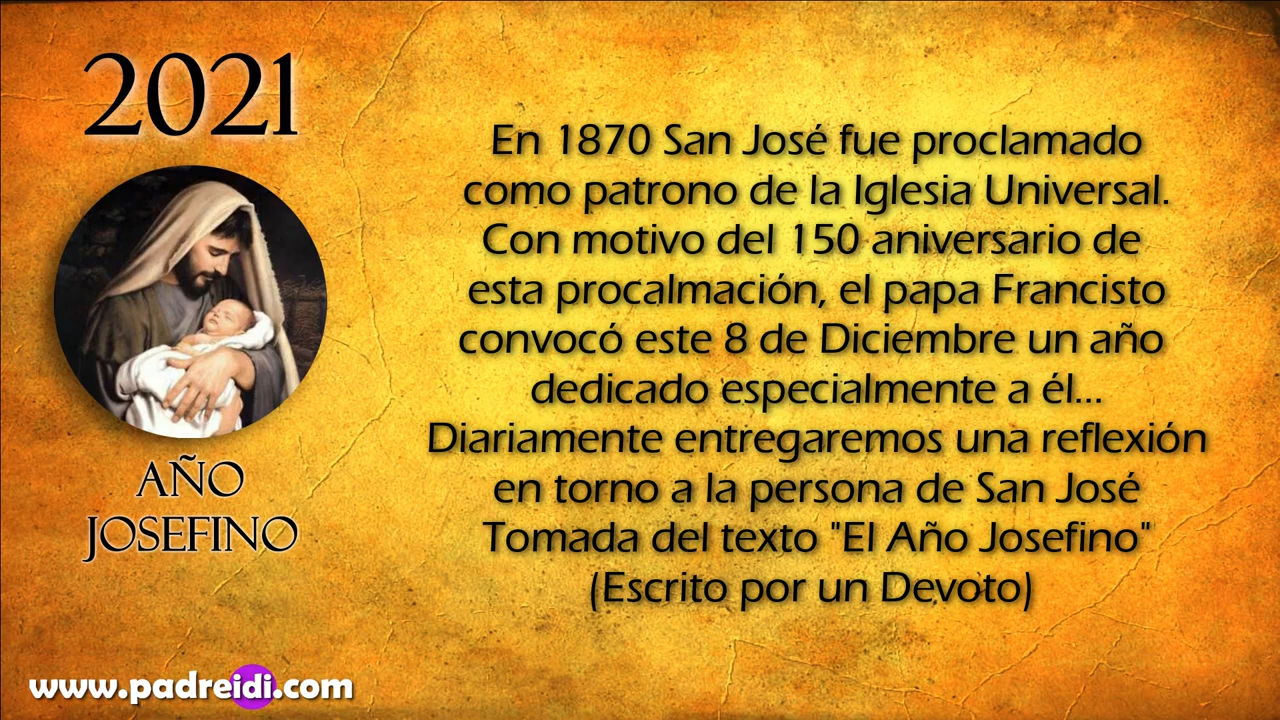 2021
AÑO
JOSEFINO
En 1870 San José fue proclamado
como patrono de la Iglesia Universal.
Con motivo del 150 aniversario de
esta procalmación, el papa Francisto
convocó este 8 de Diciembre un año
dedicado especialmente a él...
Diariamente entregaremos una reflexión
en torno a la persona de San José
Tomada del texto "El Año Josefino"
(Escrito por un Devoto)
www.padreidi.com